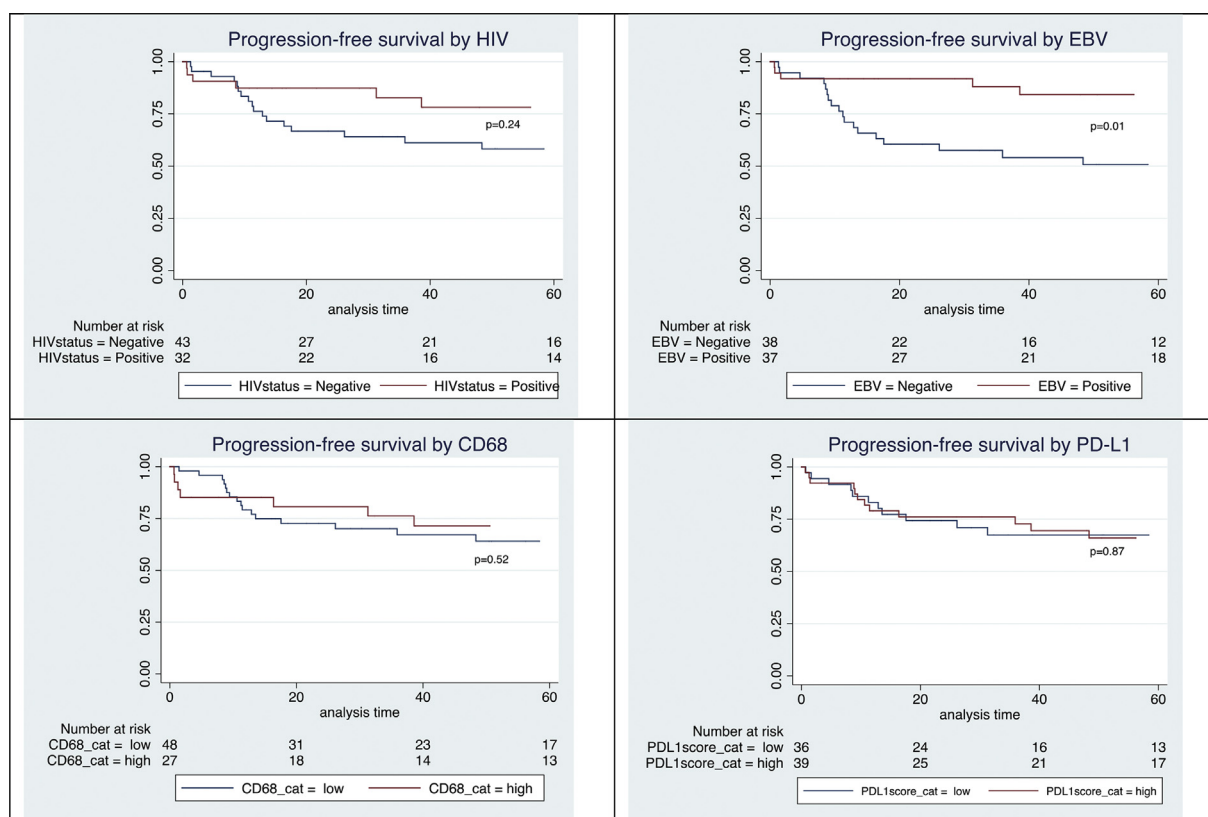 Progression-free survival by HIV
1.00
0.75
0.50
0.25
0.00
p=0.24
0 20 40 60
analysis time
Number at risk
HIVstatus = Negative 43 27 21 16
HIVstatus = Positive 32 22 16 14
HIVstatus = Negative HIVstatus = Positive
Progression-free survival by EBV
1.00
0.75
0.50
0.25
0.00
p=0.01
0 20 40 60
analysis time
Number at risk
EBV = Negative 38 22 16 12
EBV = Positive 37 27 21 18
EBV = Negative EBV = Positive
Progression-free survival by CD68
1.00
0.75
0.50
0.25
0.00
p=0.52
0 20 40 60
analysis time
Number at risk
CD68_cat = low 48 31 23 17
CD68_cat = high 27 18 14 13
CD68_cat = low CD68_cat = high
Progression-free survival by PD-L1
1.00
0.75
0.50
0.25
0.00
p=0.87
0 20 40 60
analysis time
Number at risk
PDL1score_cat = low 36 24 16 13
PDL1score_cat = high 39 25 21 17
PDL1score_cat = low PDL1score_cat = high